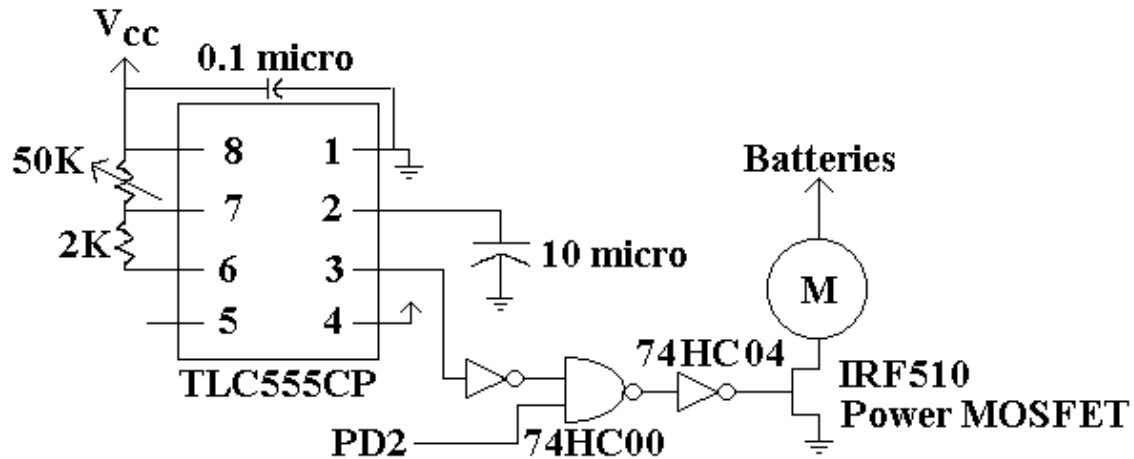 Vcc
0.1 micro
50K
8 1
7 2
2K
6 3
5 4
10 micro
TLC555CP
Batteries
M
74HC04
IRF510
Power MOSFET
PD2
74HC00